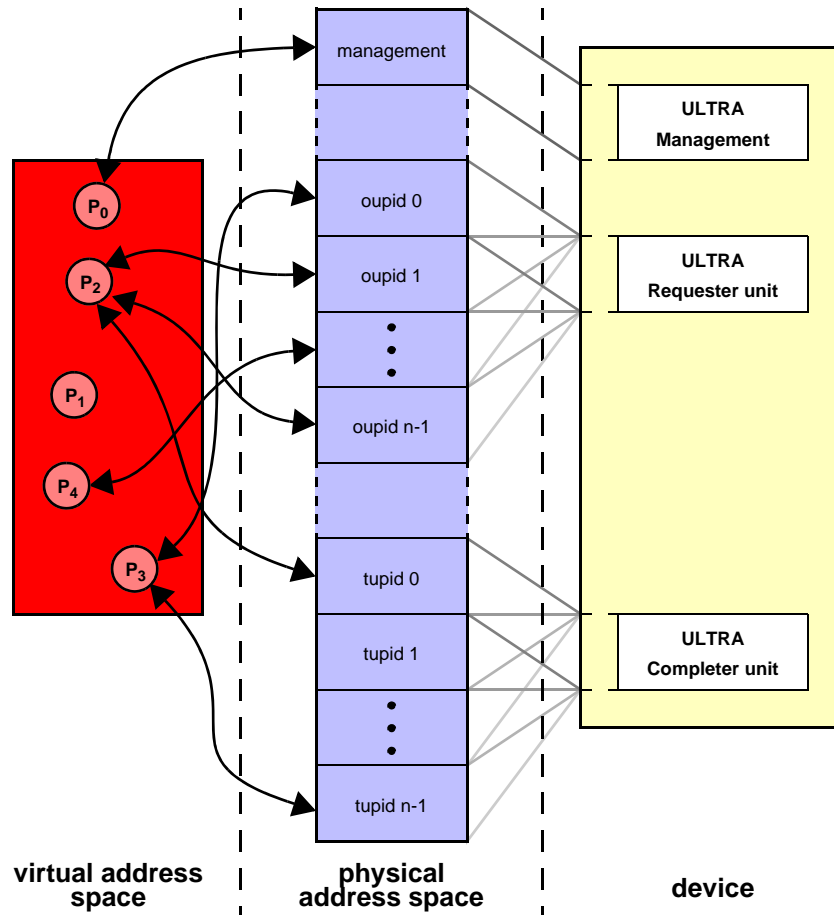 management
ULTRA
Management
P0
oupid 0
P2
oupid 1
ULTRA
Requester unit
P1
oupid n-1
P4
P3
tupid 0
tupid 1
ULTRA
Completer unit
tupid n-1
virtual address
space
physical
address space
device